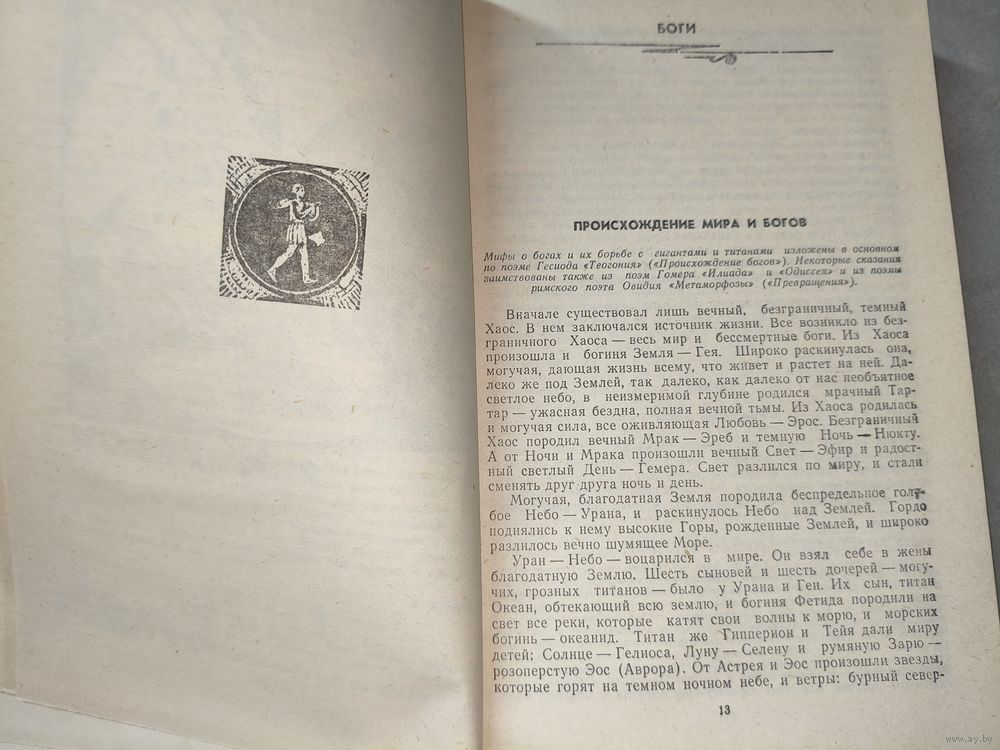 БОГИ
ПРОИСХОЖДЕНИЕ МИРА И БОГОВ
Мифы о богах и их борьбе с гигантами и титанами изложены в основном
по поэме Гесиода «Теогония» («Происхождение богов»). Некоторые сказания
заимствованы также из поэм Гомера «Илиада» и «Одиссея» и из поэмы
римского поэта Овидия «Метаморфозы» («Превращения»).
Вначале существовал лишь вечный, безграничный, темный
Хаос. В нем заключался источник жизни. Все возникло из без-
граничного Хаоса — весь мир и бессмертные боги. Из Хаоса
произошла и богиня Земля — Гея. Широко раскинулась она,
могучая, дающая жизнь всему, что живет и растет на ней. Да-
леко же под Землей, так далеко, как далеко от нас необъятное
светлое небо, в неизмеримой глубине родился мрачный Тар-
тар — ужасная бездна, полная вечной тьмы. Из Хаоса родилась
и могучая сила, все оживляющая Любовь — Эрос. Безграничный
Хаос породил вечный Мрак — Эреб и темную Ночь — Нюкту.
А от Ночи и Мрака произошли вечный Свет — Эфир и радост-
ный светлый День — Гемера. Свет разлился по миру, и стали
сменять друг друга ночь и день.
Могучая, благодатная Земля породила беспредельное голу-
бое Небо — Урана, и раскинулось Небо над Землей. Гордо
поднялись к нему высокие Горы, рожденные Землей, и широко
разлилось вечно шумящее Море.
Уран — Небо — воцарился в мире. Он взял себе в жены
благодатную Землю. Шесть сыновей и шесть дочерей — могу-
чих, грозных титанов — было у Урана и Геи. Их сын, титан
Океан, обтекающий всю землю, и богиня Фетида породили на
свет все реки, которые катят свои волны к морю, и морских
богинь — океанид. Титан же Гипперион и Тейя дали миру
детей: Солнце — Гелиоса, Луну — Селену и румяную Зарю —
розоперстую Эос (Аврора). От Астрея и Эос произошли звезды,
которые горят на темном ночном небе, и ветры: бурный север-
13
www.ay.by